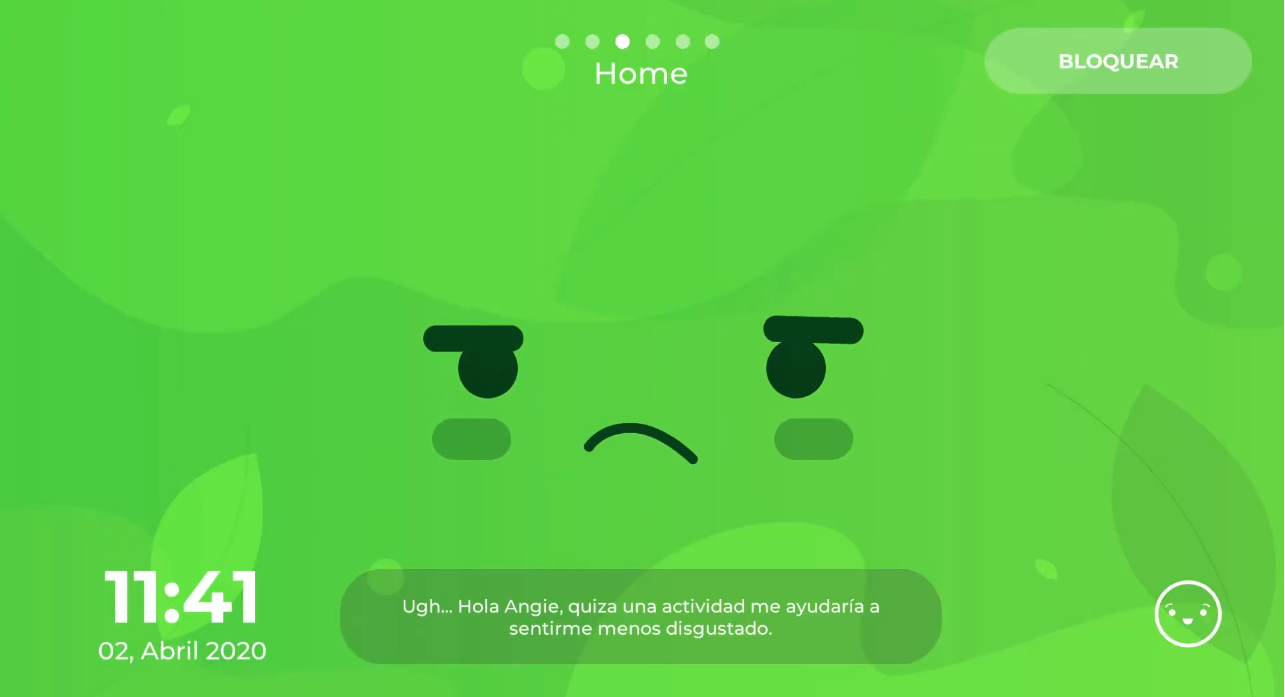 Home
BLOQUEAR
Ugh... Hola Angie, quiza una actividad me ayudaría a
sentirme menos disgustado.
11:41
02, Abril 2020